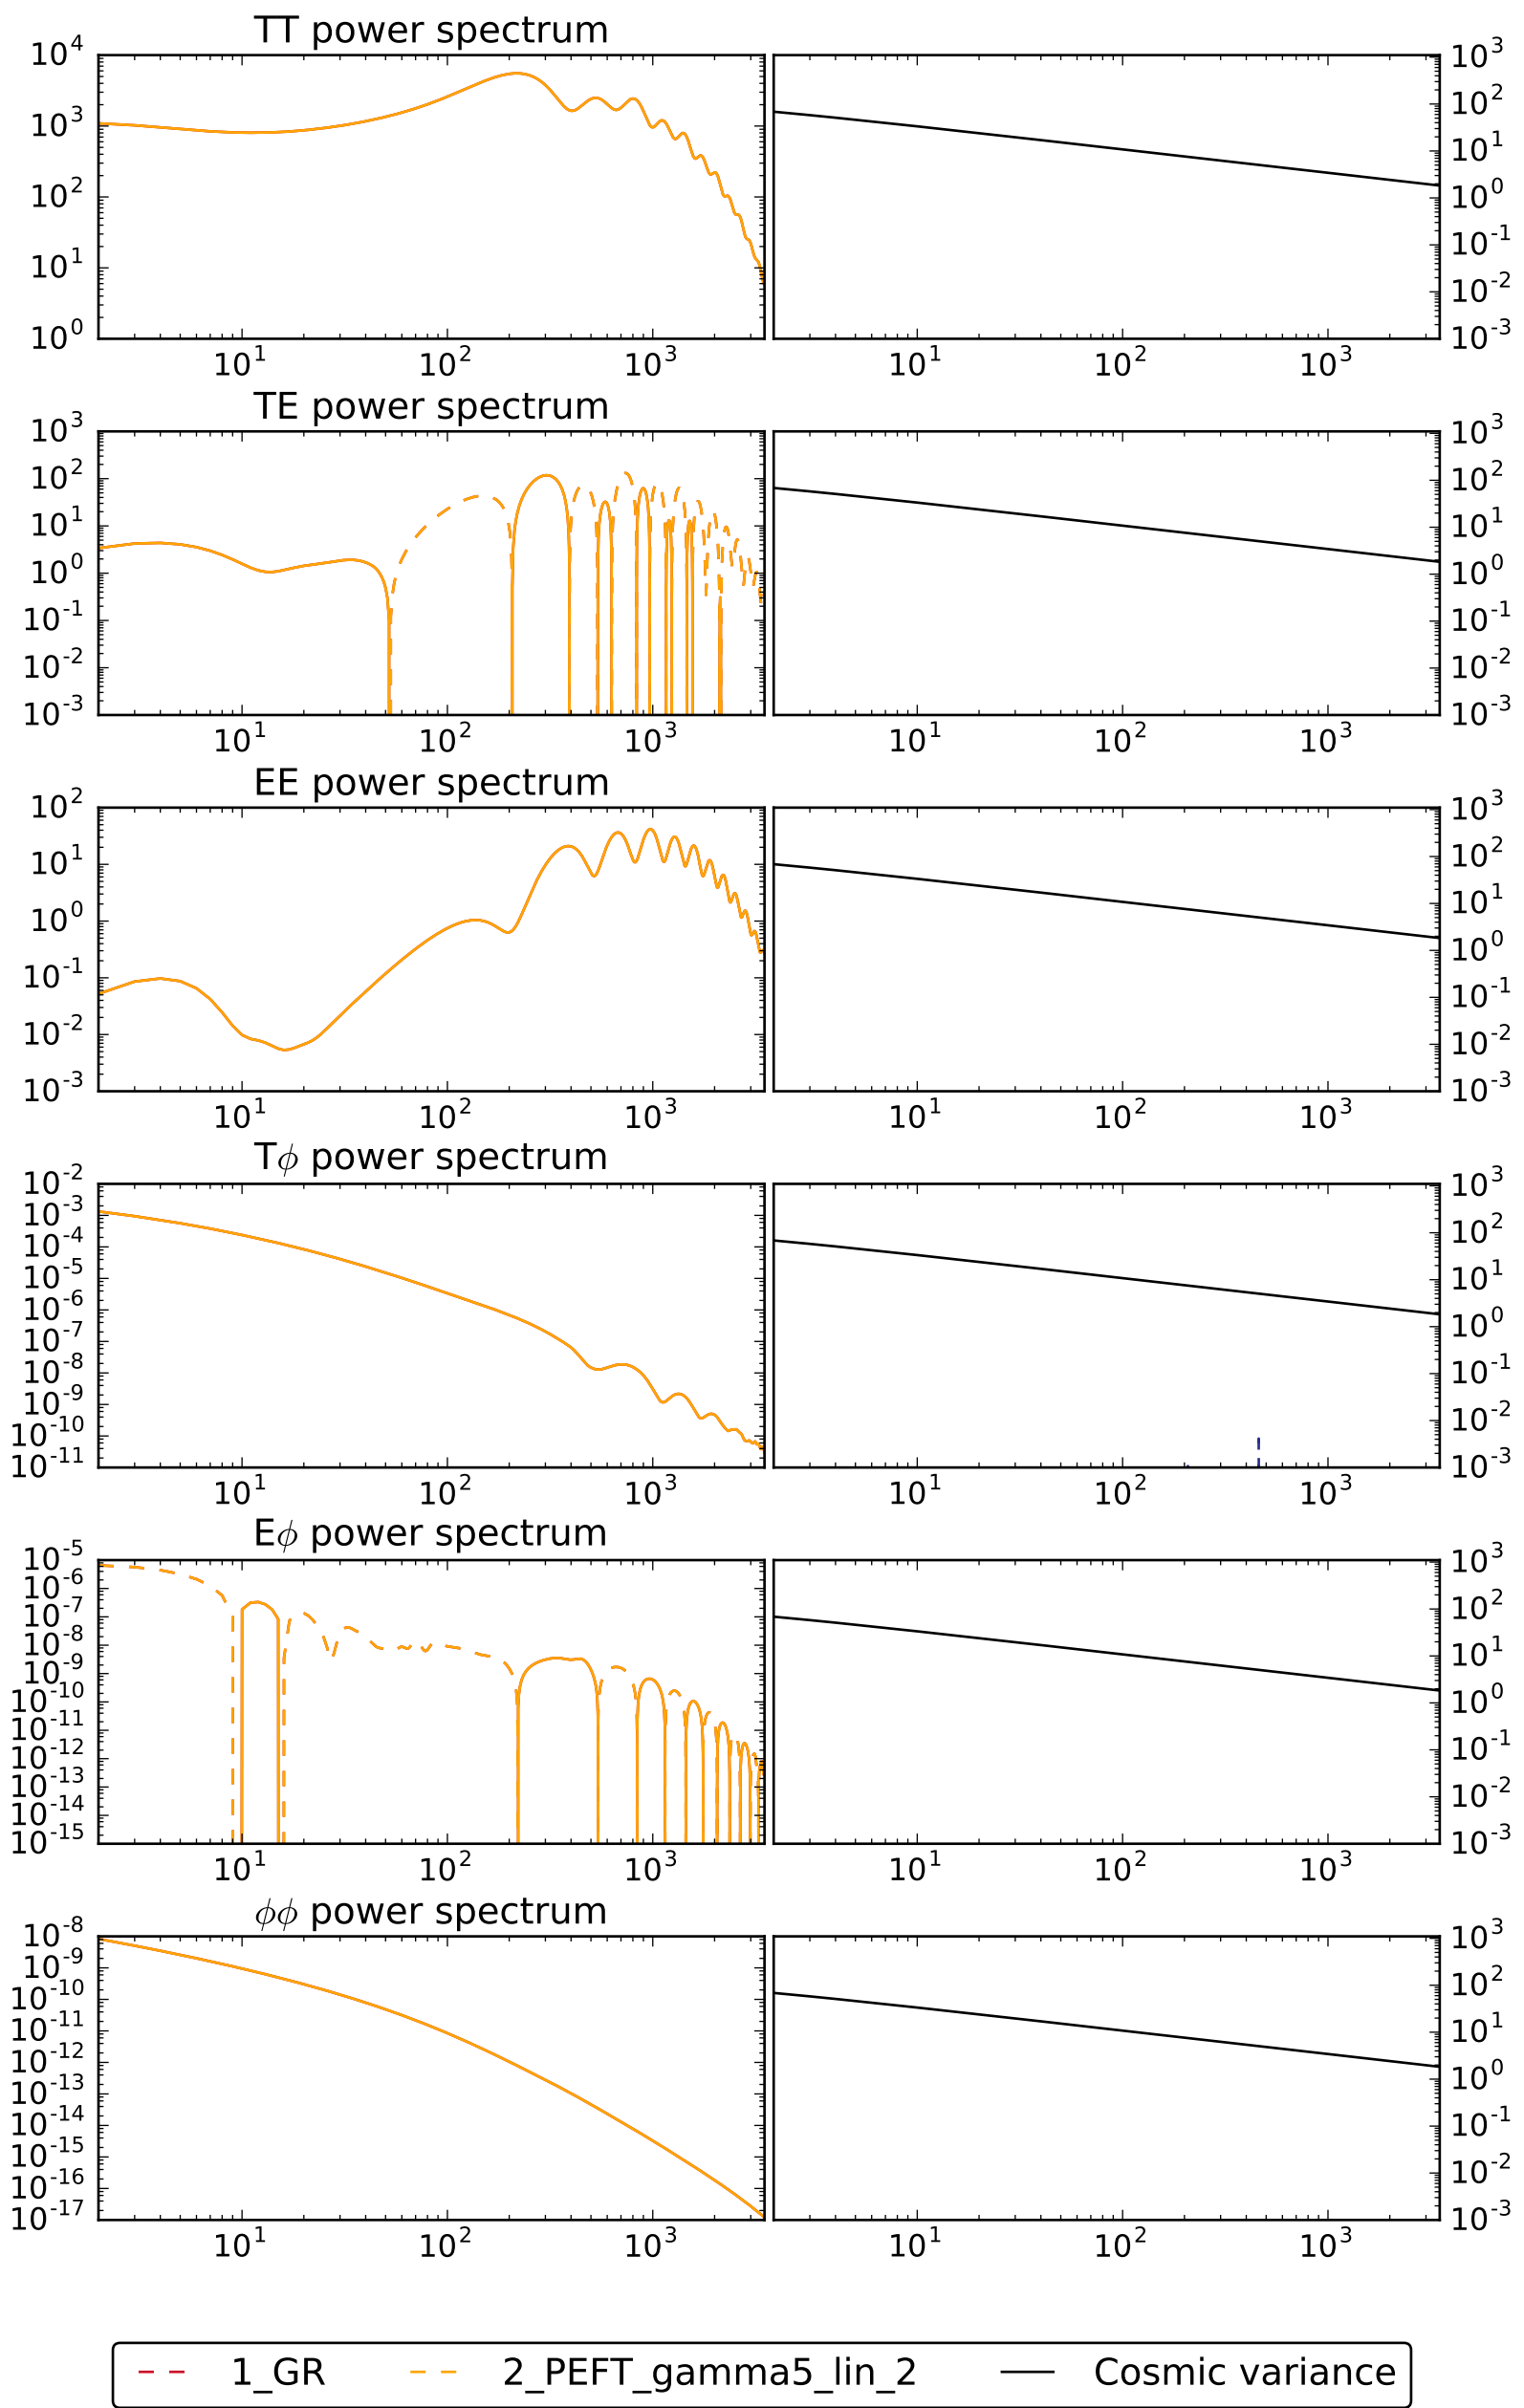 TT power spectrum
10^4 10^3 10^2 10^1 10^0
10^3 10^2 10^1 10^0 10^-1 10^-2 10^-3
10^1 10^2 10^3 10^1 10^2 10^3
TE power spectrum
10^3 10^2 10^1 10^0 10^-1 10^-2 10^-3
10^3 10^2 10^1 10^0 10^-1 10^-2 10^-3
10^1 10^2 10^3 10^1 10^2 10^3
EE power spectrum
10^2 10^1 10^0 10^-1 10^-2 10^-3
10^3 10^2 10^1 10^0 10^-1 10^-2 10^-3
10^1 10^2 10^3 10^1 10^2 10^3
Tϕ power spectrum
10^-2 10^-3 10^-4 10^-5 10^-6 10^-7 10^-8 10^-9 10^-10 10^-11
10^3 10^2 10^1 10^0 10^-1 10^-2 10^-3
10^1 10^2 10^3 10^1 10^2 10^3
Eϕ power spectrum
10^-5 10^-6 10^-7 10^-8 10^-9 10^-10 10^-11 10^-12 10^-13 10^-14 10^-15
10^3 10^2 10^1 10^0 10^-1 10^-2 10^-3
10^1 10^2 10^3 10^1 10^2 10^3
ϕϕ power spectrum
10^-8 10^-9 10^-10 10^-11 10^-12 10^-13 10^-14 10^-15 10^-16 10^-17
10^3 10^2 10^1 10^0 10^-1 10^-2 10^-3
10^1 10^2 10^3 10^1 10^2 10^3
1_GR 2_PEFT_gamma5_lin_2 Cosmic variance